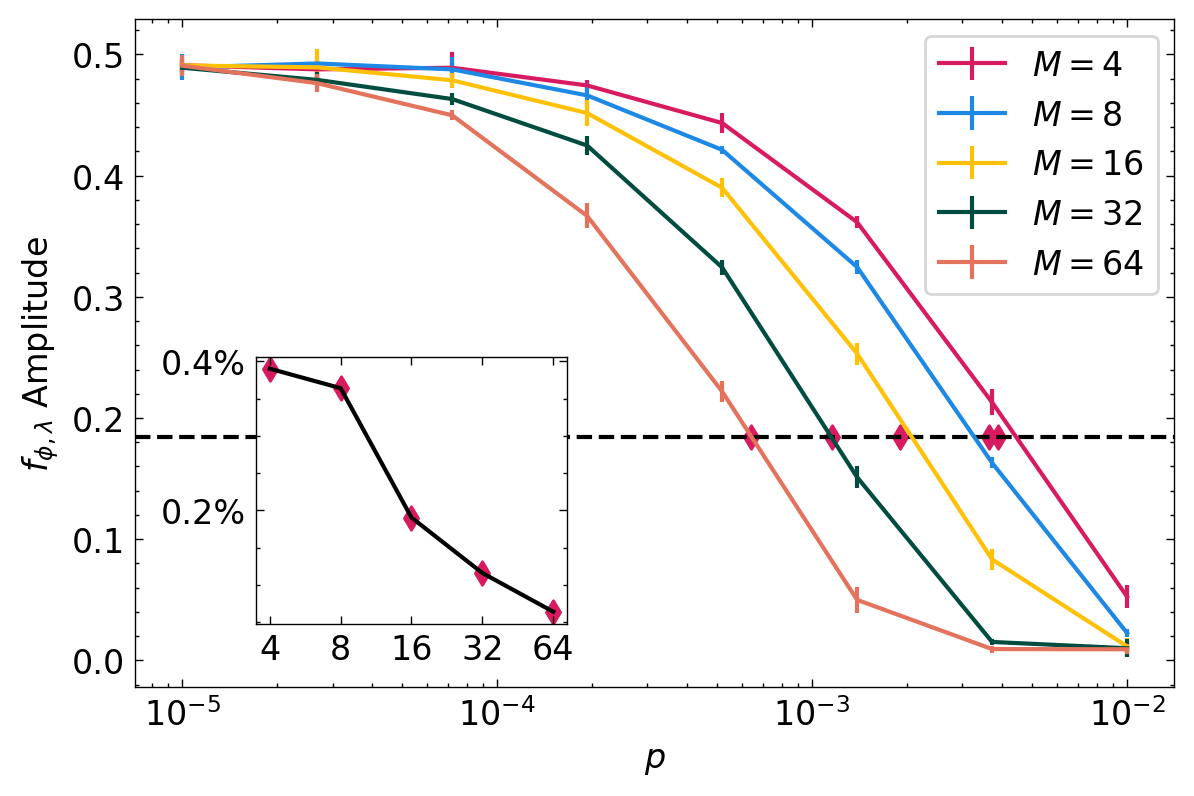 0.5
0.4
0.3
0.2
0.1
0.0
f_{ϕ,λ} Amplitude
M = 4
M = 8
M = 16
M = 32
M = 64
0.4%
0.2%
4 8 16 32 64
10^{-5} 10^{-4} 10^{-3} 10^{-2}
p